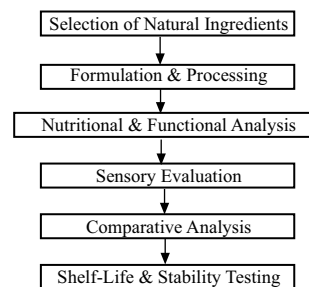 Selection of Natural Ingredients
Formulation & Processing
Nutritional & Functional Analysis
Sensory Evaluation
Comparative Analysis
Shelf-Life & Stability Testing